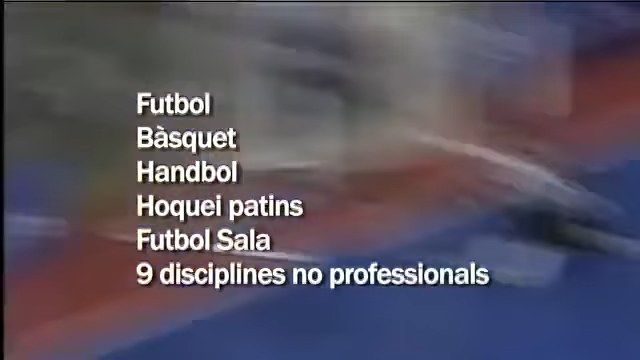 Futbol
Bàsquet
Handbol
Hoquei patins
Futbol Sala
9 disciplines no professionals